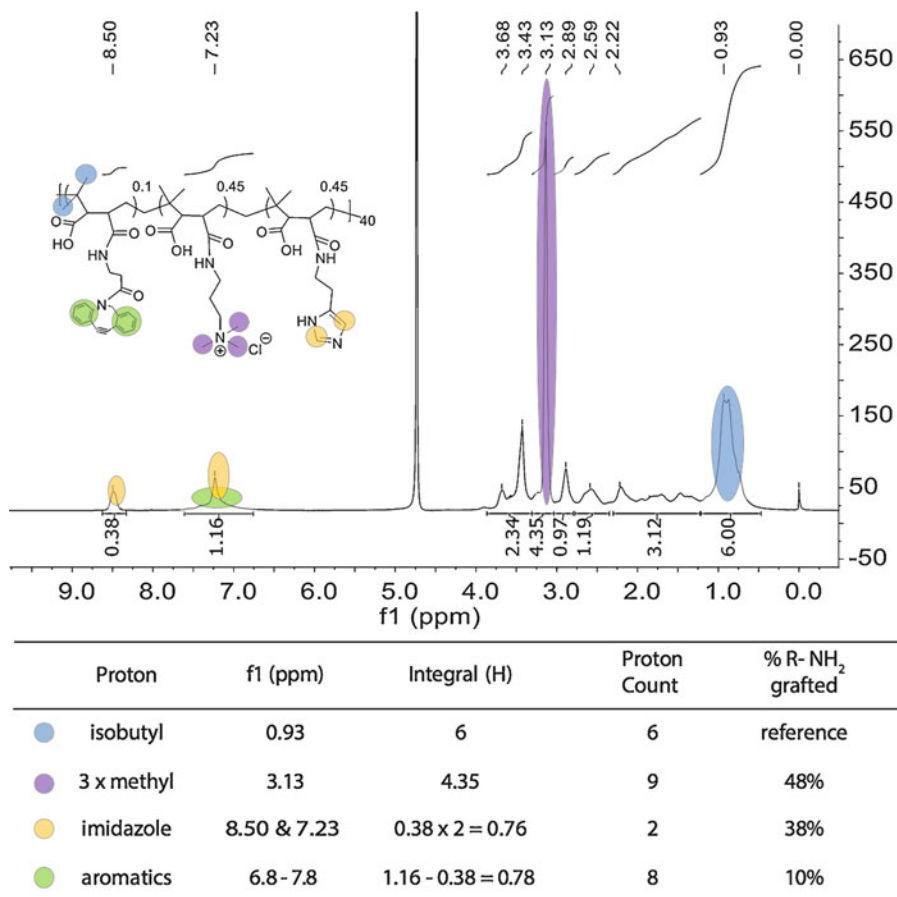 8.50
7.23
3.68
3.43
3.13
2.89
2.59
2.22
0.93
0.00
650
550
450
350
250
150
50
-50
0.1
0.45
0.45
40
O
HO
O
NH
O
N
O
OH
O
NH
N
⊕
Cl⊖
O
OH
O
NH
HN
N
0.38
1.16
2.34
4.35
0.97
1.19
3.12
6.00
9.0 8.0 7.0 6.0 5.0 4.0 3.0 2.0 1.0 0.0
f1 (ppm)
Proton f1 (ppm) Integral (H) Proton Count % R- NH2 grafted
isobutyl 0.93 6 6 reference
3 x methyl 3.13 4.35 9 48%
imidazole 8.50 & 7.23 0.38 x 2 = 0.76 2 38%
aromatics 6.8 - 7.8 1.16 - 0.38 = 0.78 8 10%